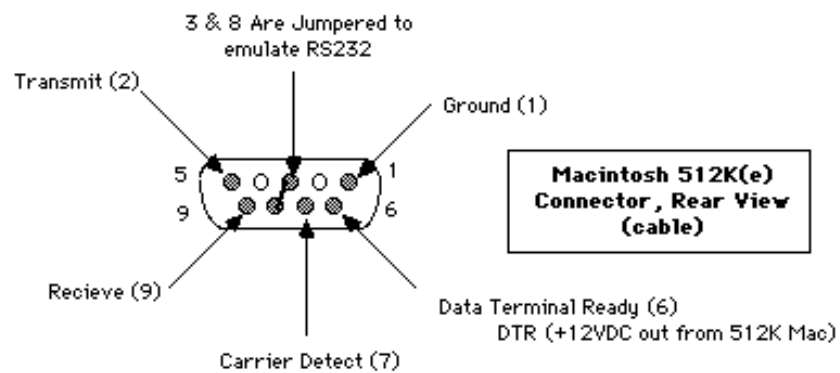 3 & 8 Are Jumpered to
emulate RS232
Transmit (2)
Ground (1)
5
1
9
6
Macintosh 512K(e)
Connector, Rear View
(cable)
Recieve (9)
Data Terminal Ready (6)
DTR (+12VDC out from 512K Mac)
Carrier Detect (7)